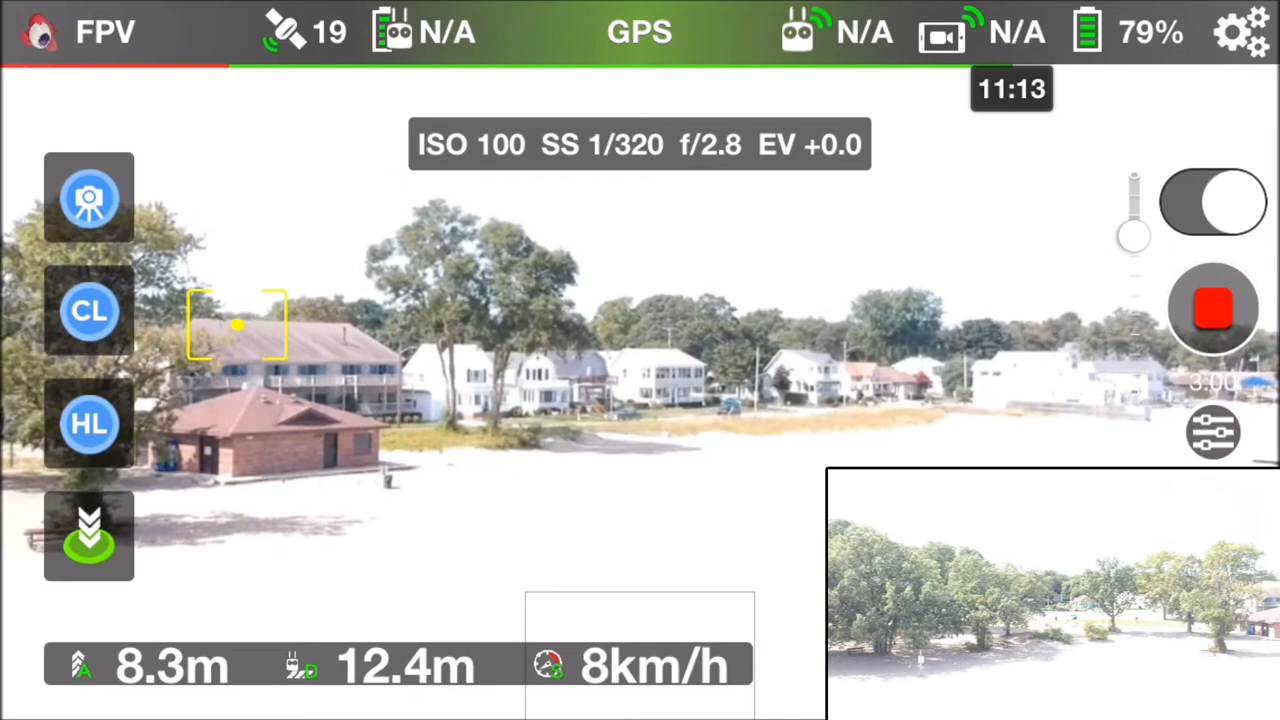 FPV 19 N/A GPS N/A N/A 79%
11:13
ISO 100 SS 1/320 f/2.8 EV +0.0
CL
3:00
HL
A 8.3m D 12.4m S 8km/h